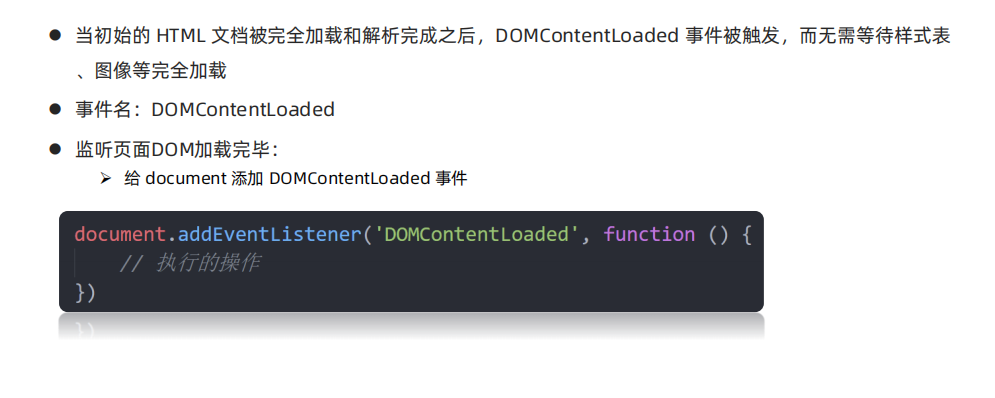 ● 当初始的 HTML 文档被完全加载和解析完成之后，DOMContentLoaded 事件被触发，而无需等待样式表
、图像等完全加载
● 事件名：DOMContentLoaded
● 监听页面DOM加载完毕：
➢ 给 document 添加 DOMContentLoaded 事件
document.addEventListener('DOMContentLoaded', function () {
// 执行的操作
})